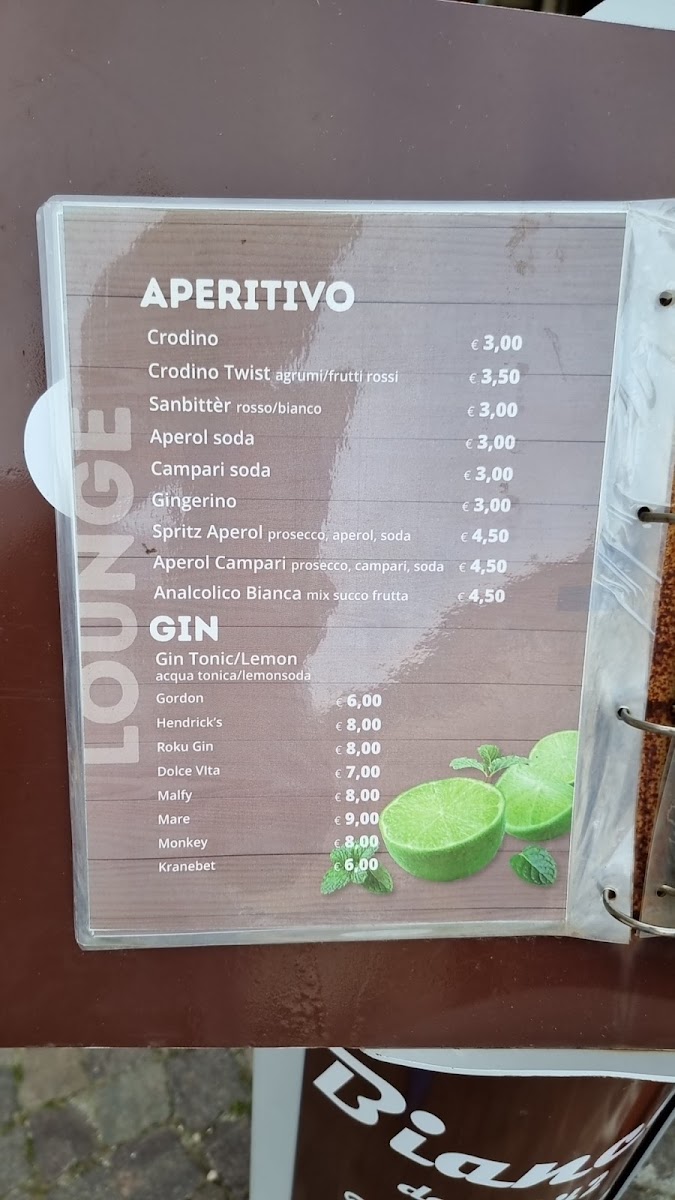 LOUNGE
APERITIVO
Crodino € 3,00
Crodino Twist agrumi/frutti rossi € 3,50
Sanbittèr rosso/bianco € 3,00
Aperol soda € 3,00
Campari soda € 3,00
Gingerino € 3,00
Spritz Aperol prosecco, aperol, soda € 4,50
Aperol Campari prosecco, campari, soda € 4,50
Analcolico Bianca mix succo frutta € 4,50
GIN
Gin Tonic/Lemon
acqua tonica/lemonsoda
Gordon € 6,00
Hendrick's € 8,00
Roku Gin € 8,00
Dolce VIta € 7,00
Malfy € 8,00
Mare € 9,00
Monkey € 8,00
Kranebet € 6,00